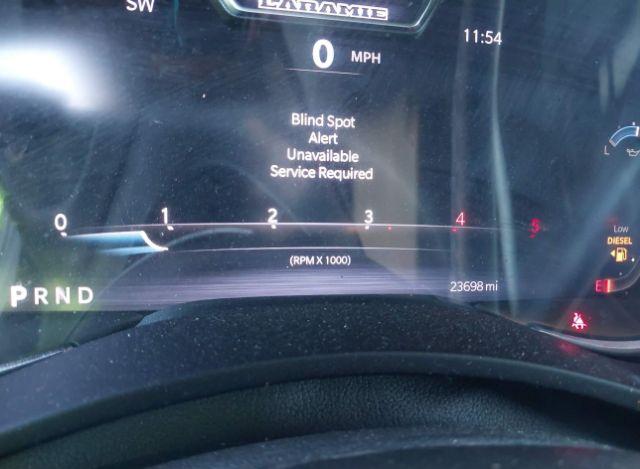 SW
LARAMIE
11:54
0 MPH
Blind Spot
Alert
Unavailable
Service Required
0 1 2 3 4 5
(RPM X 1000)
L
Low
DIESEL
E
PRND
23698 mi